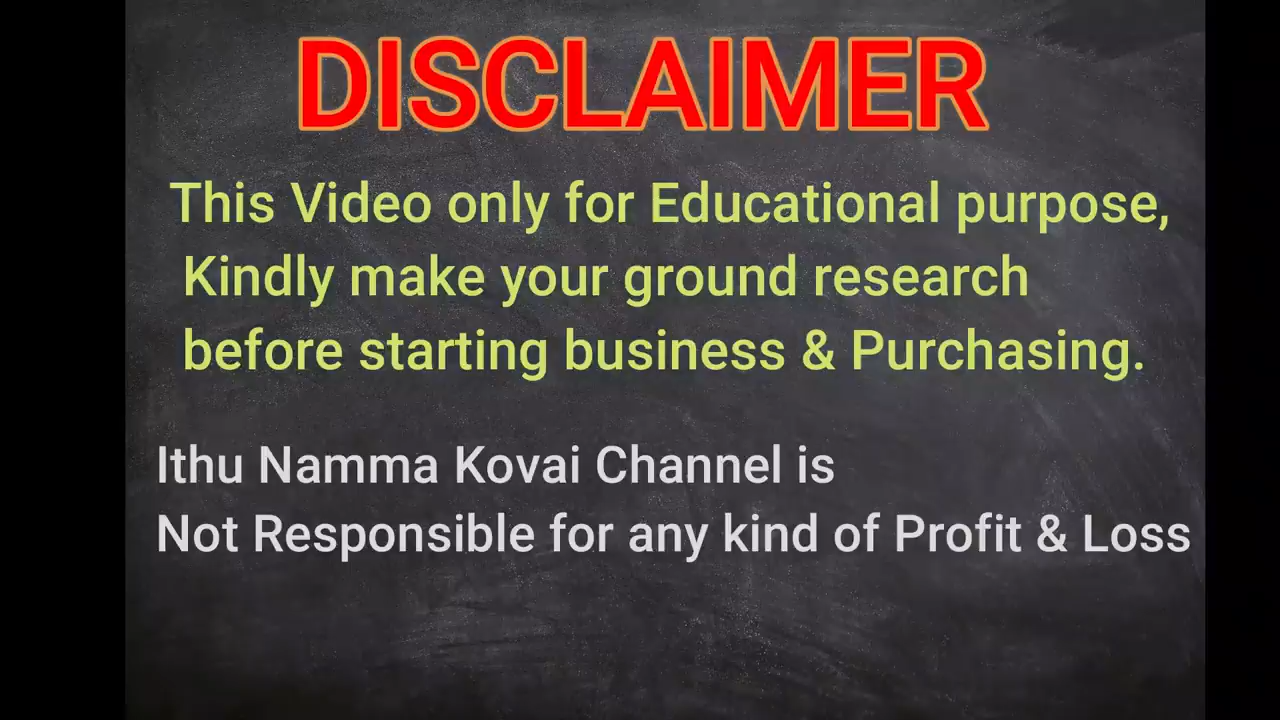 DISCLAIMER
This Video only for Educational purpose,
Kindly make your ground research
before starting business & Purchasing.
Ithu Namma Kovai Channel is
Not Responsible for any kind of Profit & Loss